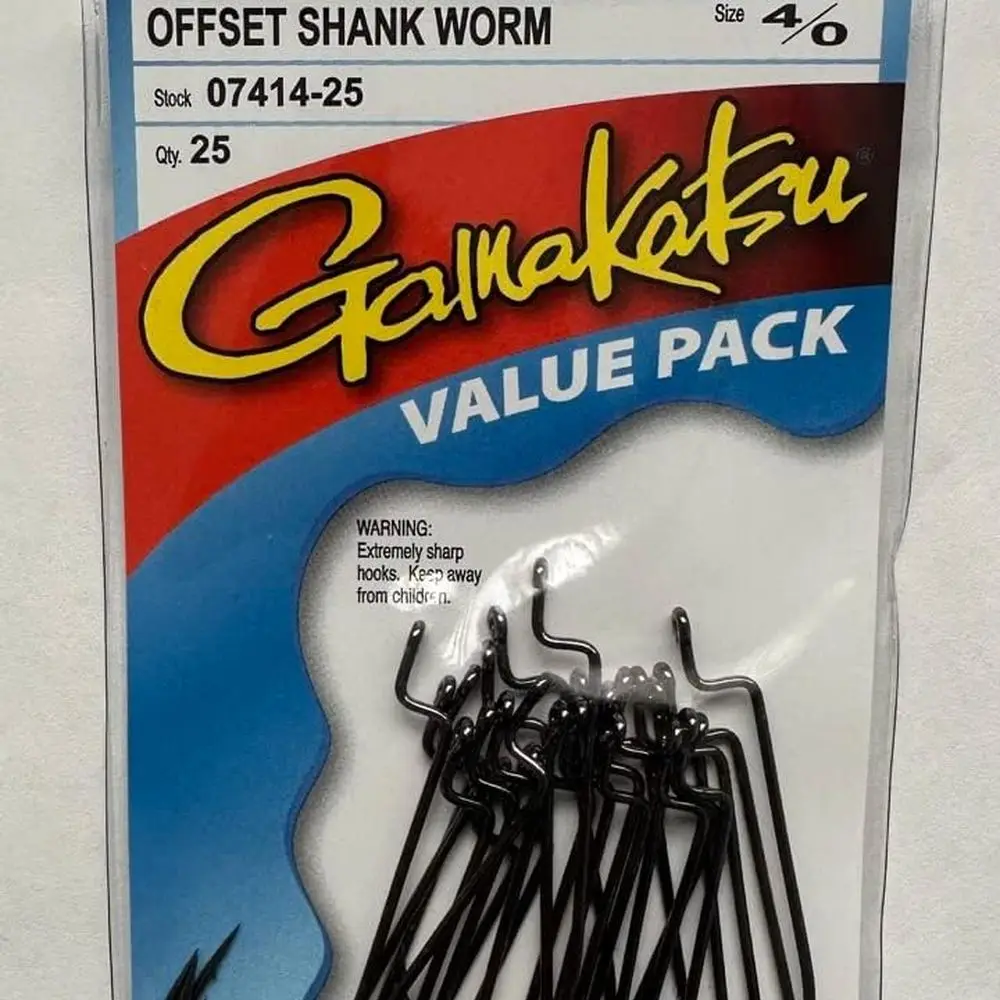 OFFSET SHANK WORM
Size 4/0
Stock 07414-25
Qty. 25
Gamakatsu®
VALUE PACK
WARNING:
Extremely sharp
hooks. Keep away
from children.